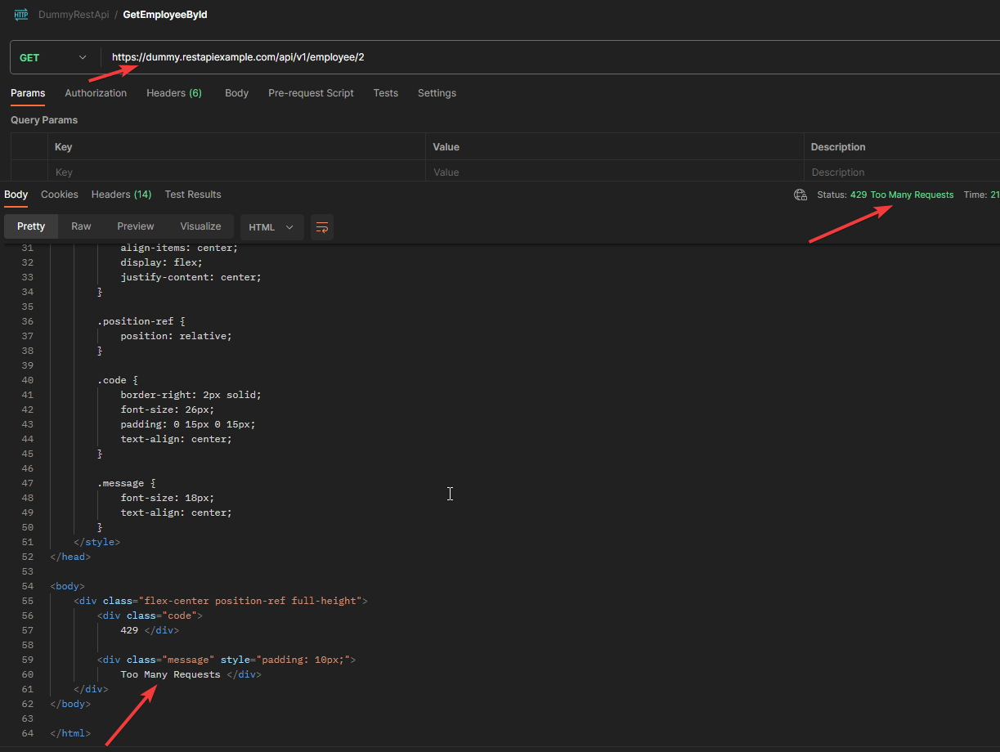 HTTP DummyRestApi / GetEmployeeById
GET https://dummy.restapiexample.com/api/v1/employee/2
Params Authorization Headers (6) Body Pre-request Script Tests Settings
Query Params
Key Value Description
Key Value Description
Body Cookies Headers (14) Test Results Status: 429 Too Many Requests Time: 21
Pretty Raw Preview Visualize HTML
31 align-items: center;
32 display: flex;
33 justify-content: center;
34 }
35
36 .position-ref {
37 position: relative;
38 }
39
40 .code {
41 border-right: 2px solid;
42 font-size: 26px;
43 padding: 0 15px 0 15px;
44 text-align: center;
45 }
46
47 .message {
48 font-size: 18px;
49 text-align: center;
50 }
51 </style>
52 </head>
53
54 <body>
55 <div class="flex-center position-ref full-height">
56 <div class="code">
57 429 </div>
58
59 <div class="message" style="padding: 10px;">
60 Too Many Requests </div>
61 </div>
62 </body>
63
64 </html>